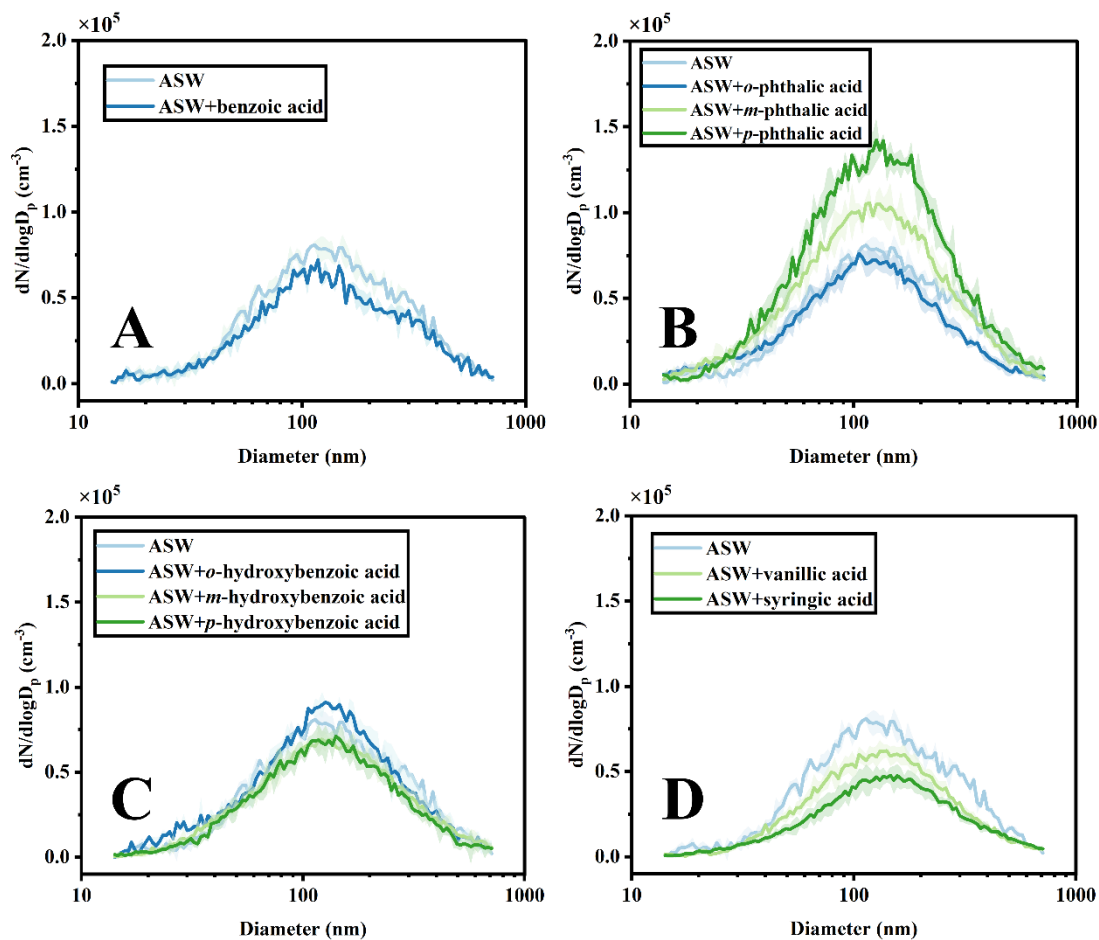 ×10⁵
2.0
1.5
1.0
0.5
0.0
dN/dlogDₚ (cm⁻³)
ASW
ASW+benzoic acid
A
10
100
1000
Diameter (nm)
×10⁵
2.0
1.5
1.0
0.5
0.0
dN/dlogDₚ (cm⁻³)
ASW
ASW+o-phthalic acid
ASW+m-phthalic acid
ASW+p-phthalic acid
B
10
100
1000
Diameter (nm)
×10⁵
2.0
1.5
1.0
0.5
0.0
dN/dlogDₚ (cm⁻³)
ASW
ASW+o-hydroxybenzoic acid
ASW+m-hydroxybenzoic acid
ASW+p-hydroxybenzoic acid
C
10
100
1000
Diameter (nm)
×10⁵
2.0
1.5
1.0
0.5
0.0
dN/dlogDₚ (cm⁻³)
ASW
ASW+vanillic acid
ASW+syringic acid
D
10
100
1000
Diameter (nm)